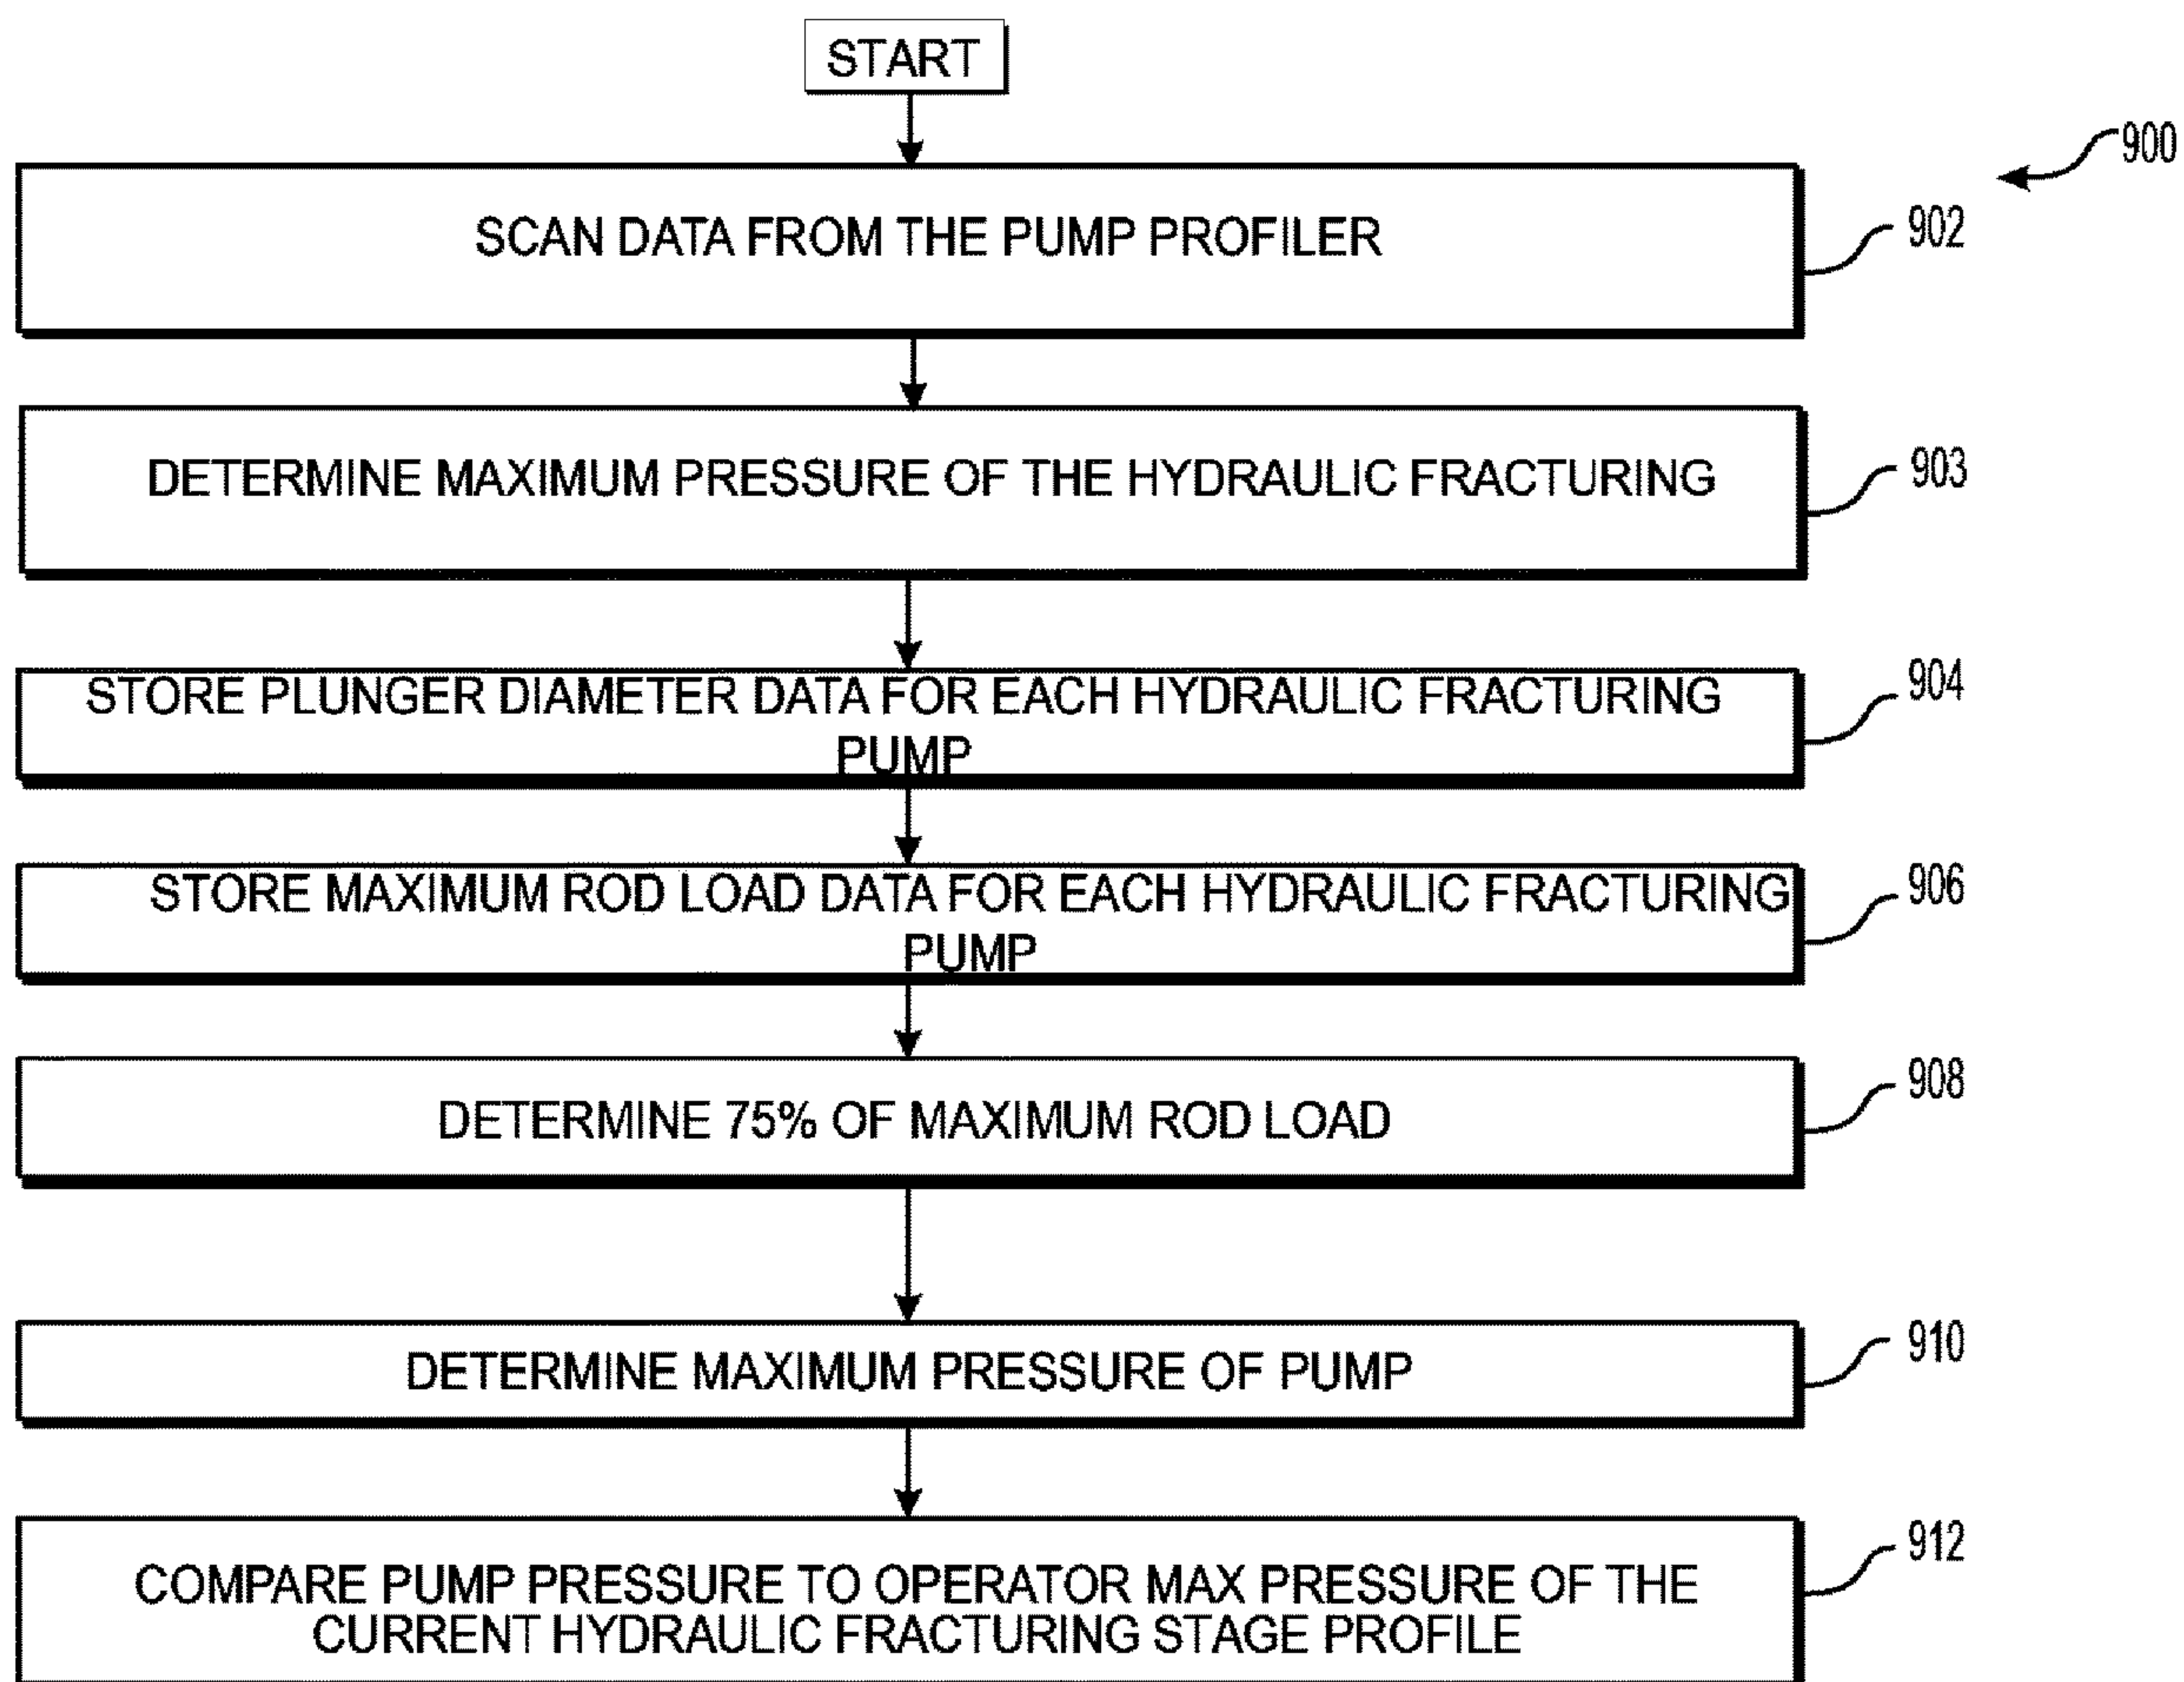 START
900
SCAN DATA FROM THE PUMP PROFILER
902
DETERMINE MAXIMUM PRESSURE OF THE HYDRAULIC FRACTURING
903
STORE PLUNGER DIAMETER DATA FOR EACH HYDRAULIC FRACTURING
PUMP
904
STORE MAXIMUM ROD LOAD DATA FOR EACH HYDRAULIC FRACTURING
PUMP
906
DETERMINE 75% OF MAXIMUM ROD LOAD
908
DETERMINE MAXIMUM PRESSURE OF PUMP
910
COMPARE PUMP PRESSURE TO OPERATOR MAX PRESSURE OF THE
CURRENT HYDRAULIC FRACTURING STAGE PROFILE
912